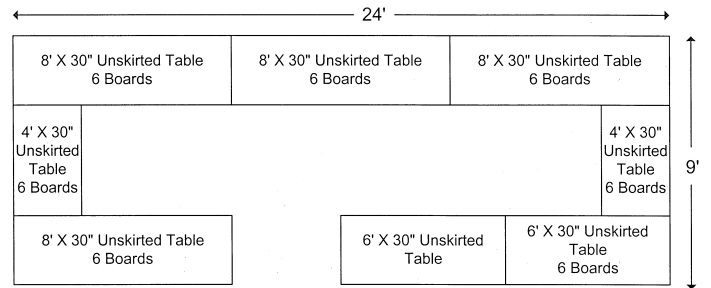 24'
8' X 30" Unskirted Table
6 Boards
8' X 30" Unskirted Table
6 Boards
8' X 30" Unskirted Table
6 Boards
4' X 30"
Unskirted
Table
6 Boards
4' X 30"
Unskirted
Table
6 Boards
9'
8' X 30" Unskirted Table
6 Boards
6' X 30" Unskirted
Table
6' X 30" Unskirted
Table
6 Boards